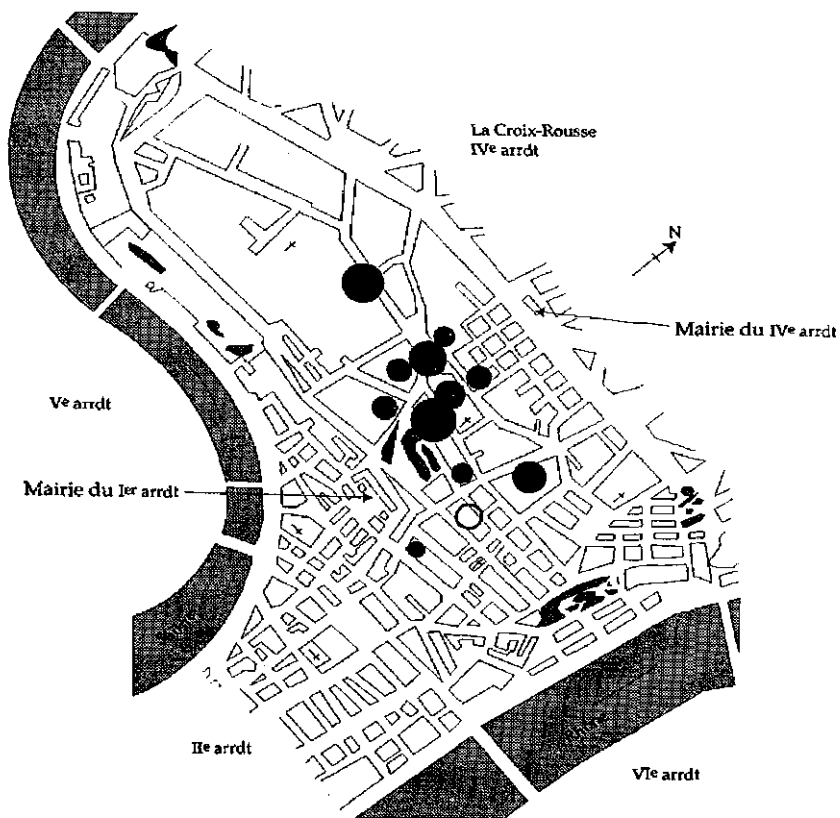 La Croix-Rousse
IVe arrdt
N
Mairie du IVe arrdt
Ve arrdt
Mairie du Ier arrdt
IIe arrdt
VIe arrdt